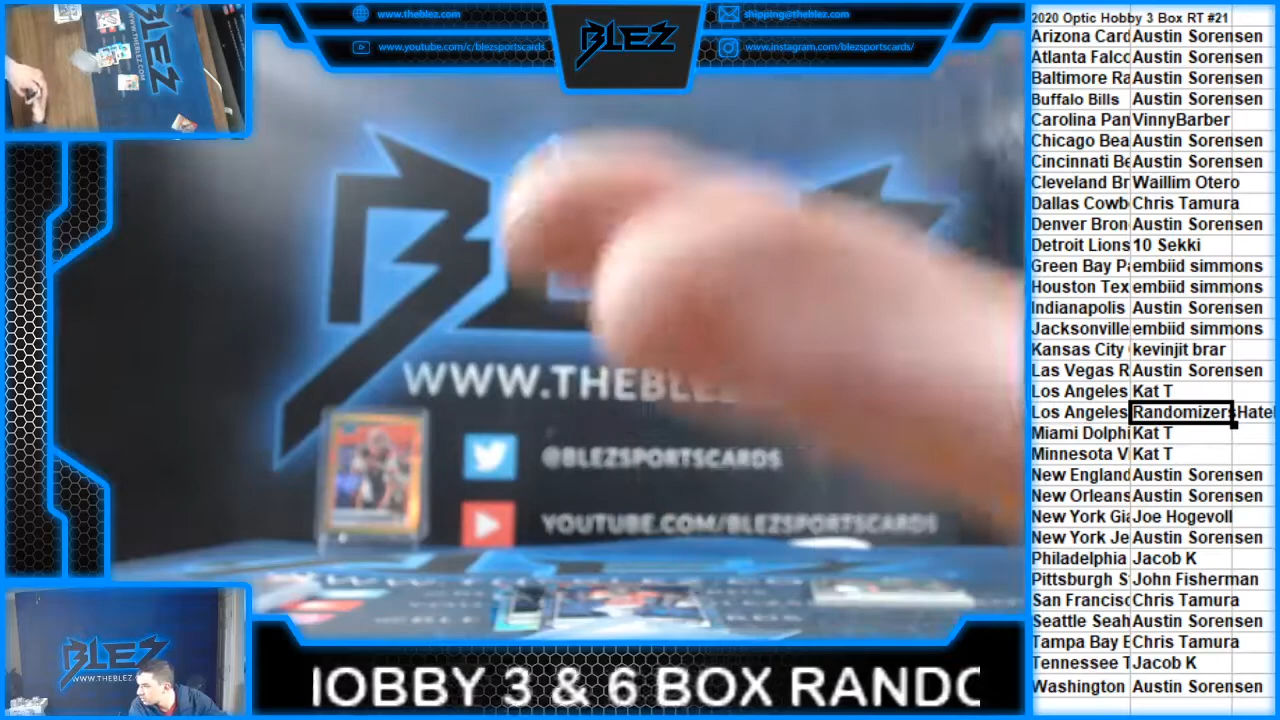 www.theblez.com
shipping@theblez.com
www.youtube.com/c/blezsportscards
www.instagram.com/blezsportscards/
BLEZ
WWW.THEBLEZ
@BLEZSPORTSCARDS
YOUTUBE.COM/BLEZSPORTSCARDS
BLEZ
WWW.THEBLEZ.COM
IOBBY 3 & 6 BOX RANDO
2020 Optic Hobby 3 Box RT #21
Arizona Card Austin Sorensen
Atlanta Falco Austin Sorensen
Baltimore Ra Austin Sorensen
Buffalo Bills Austin Sorensen
Carolina Pan VinnyBarber
Chicago Bea Austin Sorensen
Cincinnati Be Austin Sorensen
Cleveland Br Waillim Otero
Dallas Cowb Chris Tamura
Denver Bron Austin Sorensen
Detroit Lions 10 Sekki
Green Bay P embiid simmons
Houston Tex embiid simmons
Indianapolis Austin Sorensen
Jacksonville embiid simmons
Kansas City kevinjit brar
Las Vegas R Austin Sorensen
Los Angeles Kat T
Los Angeles RandomizersHate
Miami Dolphi Kat T
Minnesota V Kat T
New England Austin Sorensen
New Orleans Austin Sorensen
New York Gia Joe Hogevoll
New York Je Austin Sorensen
Philadelphia Jacob K
Pittsburgh S John Fisherman
San Francisc Chris Tamura
Seattle Seah Austin Sorensen
Tampa Bay B Chris Tamura
Tennessee T Jacob K
Washington Austin Sorensen